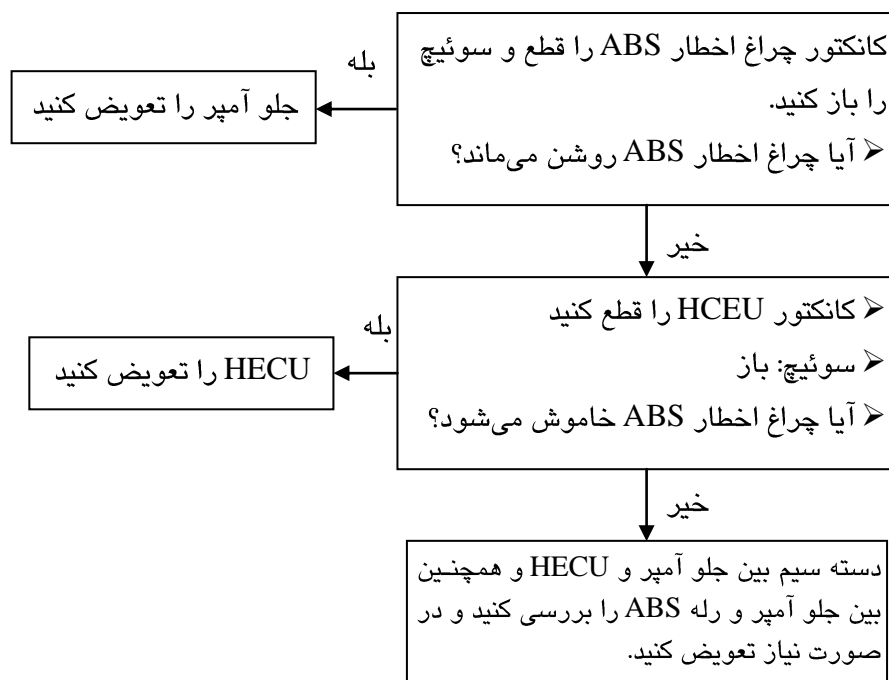 کانکتور چراغ اخطار ABS را قطع و سوئیچ
را باز کنید.
⮚ آیا چراغ اخطار ABS روشن می‌ماند؟
بله
جلو آمپر را تعویض کنید
خیر
⮚ کانکتور HCEU را قطع کنید
⮚ سوئیچ: باز
⮚ آیا چراغ اخطار ABS خاموش می‌شود؟
بله
HECU را تعویض کنید
خیر
دسته سیم بین جلو آمپر و HECU و همچنین
بین جلو آمپر و رله ABS را بررسی کنید و در
صورت نیاز تعویض کنید.